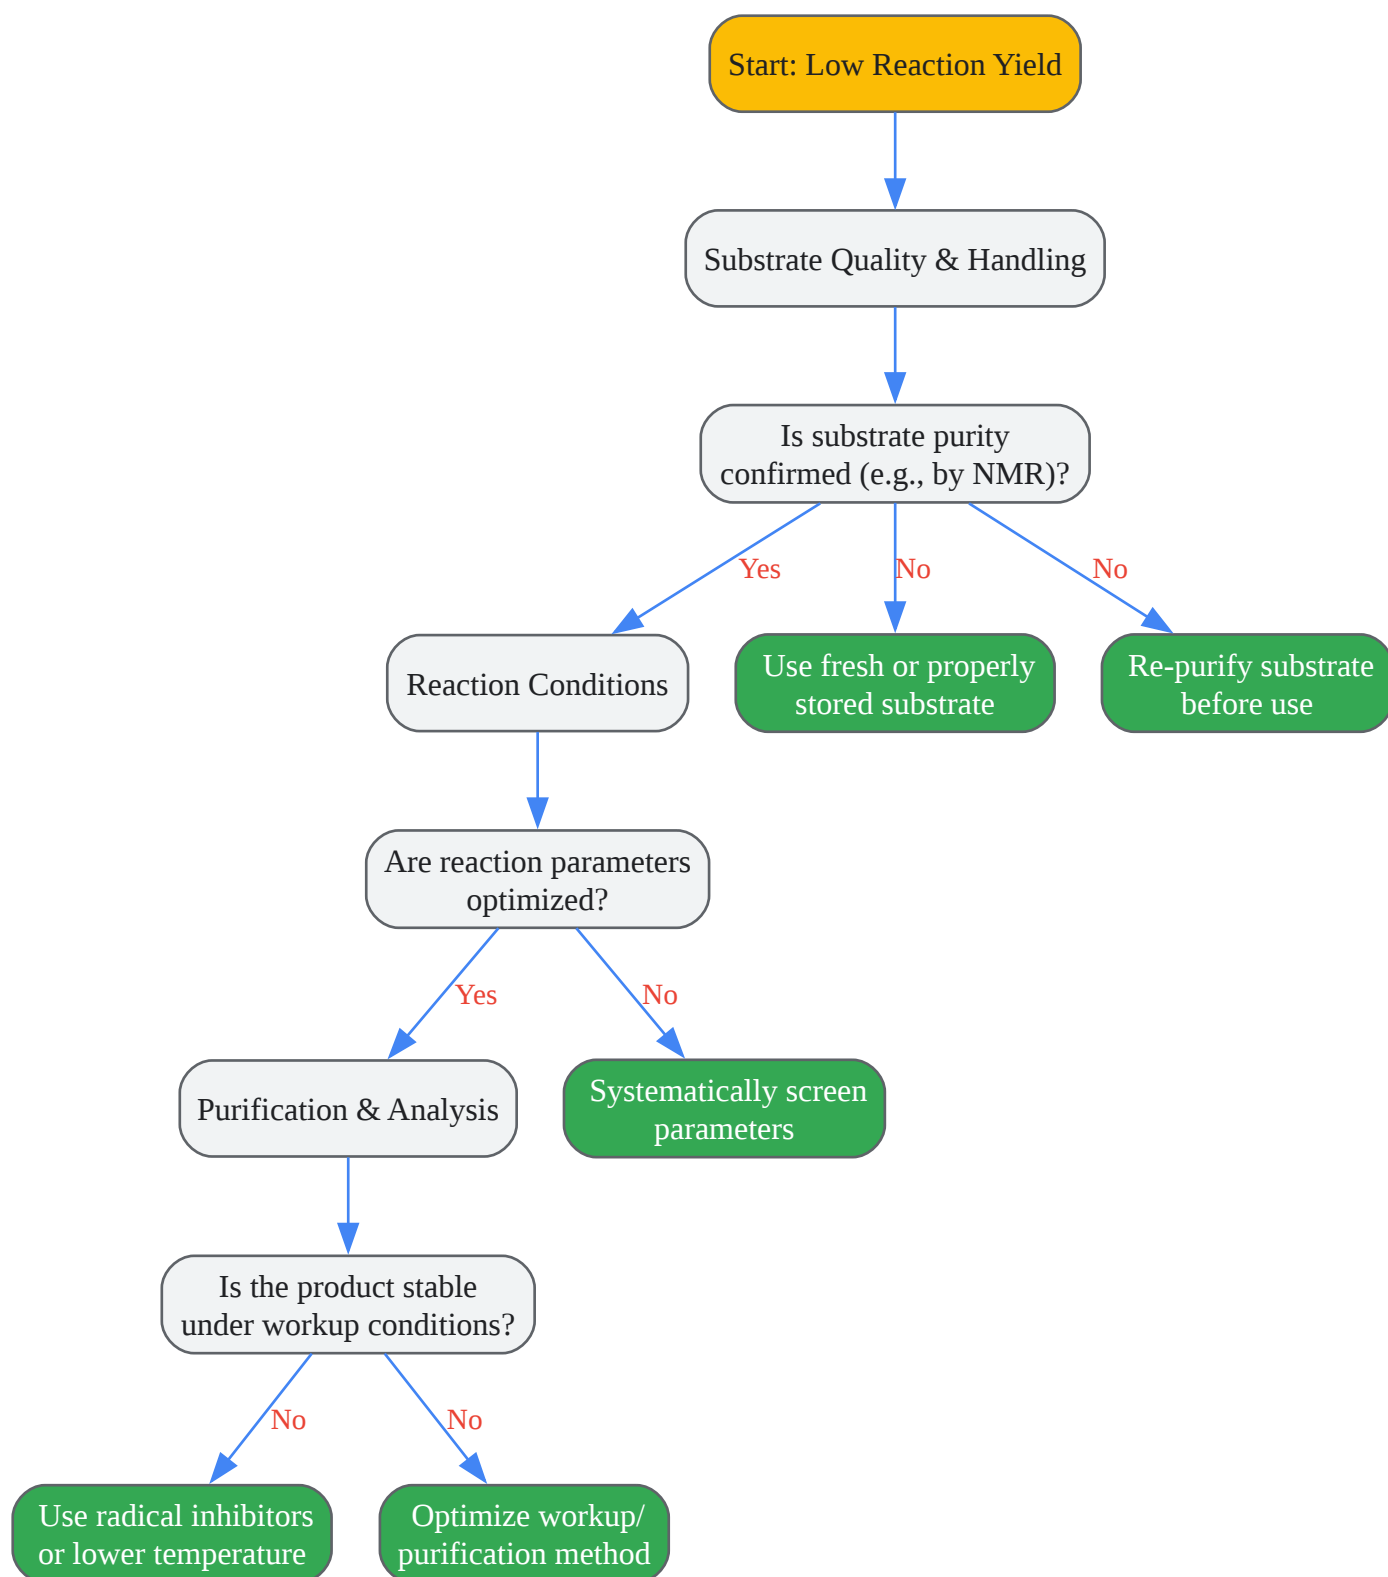 Start: Low Reaction Yield
Substrate Quality & Handling
Is substrate purity
confirmed (e.g., by NMR)?
Yes
No
No
Reaction Conditions
Use fresh or properly
stored substrate
Re-purify substrate
before use
Are reaction parameters
optimized?
Yes
No
Purification & Analysis
Systematically screen
parameters
Is the product stable
under workup conditions?
No
No
Use radical inhibitors
or lower temperature
Optimize workup/
purification method